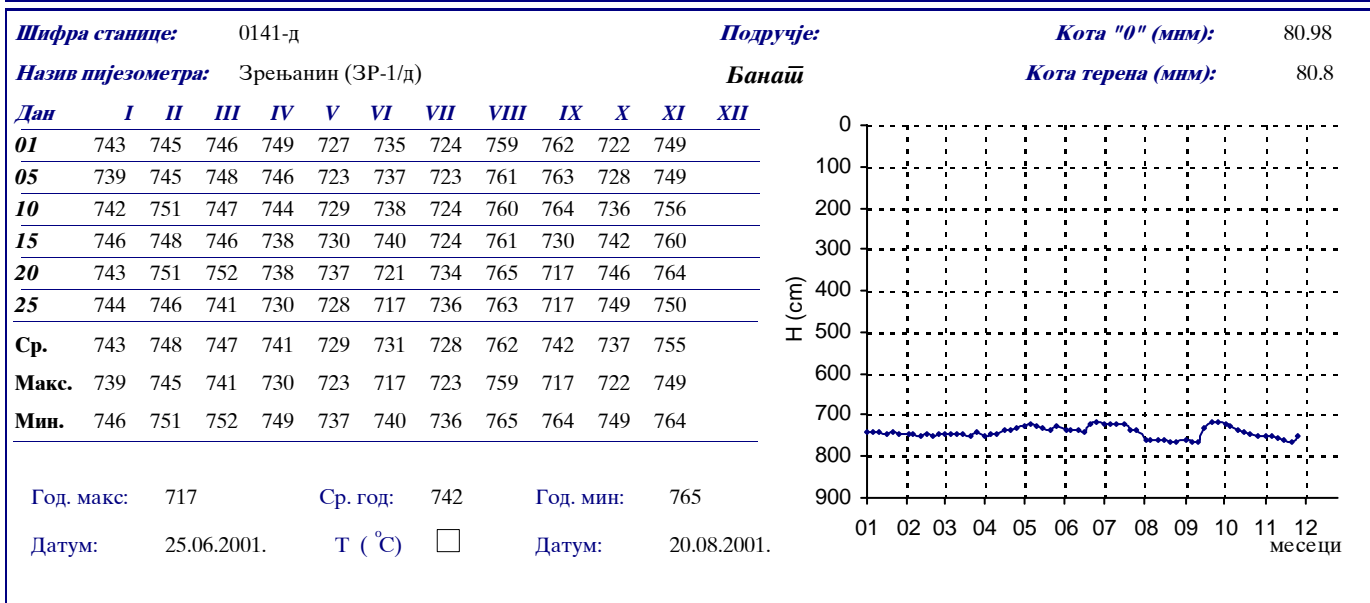 Шифра станице: 0141-д Подручје: Кота "0" (мнм): 80.98
Назив пијезометра: Зрењанин (ЗР-1/д) Банат Кота терена (мнм): 80.8
Дан I II III IV V VI VII VIII IX X XI XII
01 743 745 746 749 727 735 724 759 762 722 749
05 739 745 748 746 723 737 723 761 763 728 749
10 742 751 747 744 729 738 724 760 764 736 756
15 746 748 746 738 730 740 724 761 730 742 760
20 743 751 752 738 737 721 734 765 717 746 764
25 744 746 741 730 728 717 736 763 717 749 750
Ср. 743 748 747 741 729 731 728 762 742 737 755
Макс. 739 745 741 730 723 717 723 759 717 722 749
Мин. 746 751 752 749 737 740 736 765 764 749 764
Год. макс: 717 Ср. год: 742 Год. мин: 765
Датум: 25.06.2001. Т ( °C) Датум: 20.08.2001.
H (cm)
0
100
200
300
400
500
600
700
800
900
01 02 03 04 05 06 07 08 09 10 11 12
месеци